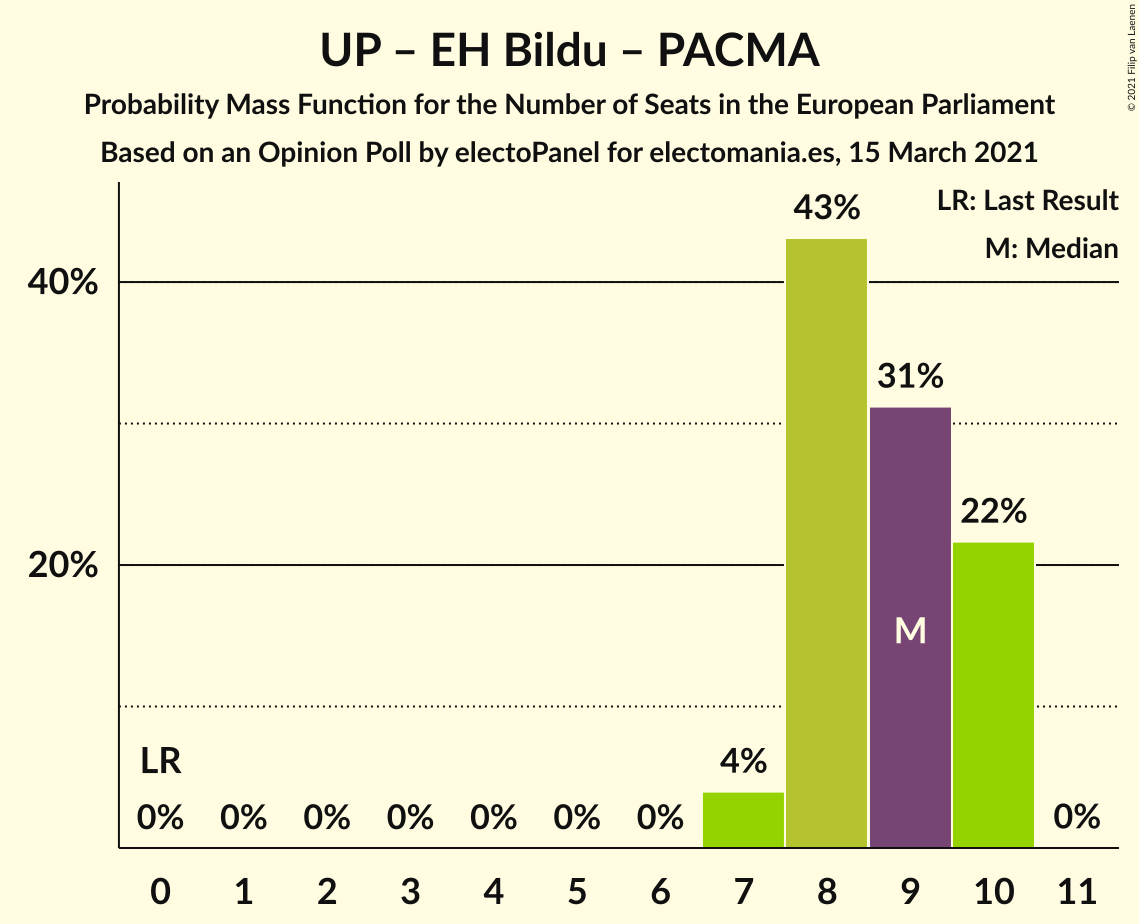 UP – EH Bildu – PACMA
Probability Mass Function for the Number of Seats in the European Parliament
Based on an Opinion Poll by electoPanel for electomania.es, 15 March 2021
© 2021 Filip van Laenen
LR: Last Result
M: Median
43%
40%
31%
22%
20%
M
LR
4%
0% 0% 0% 0% 0% 0% 0% 0%
0 1 2 3 4 5 6 7 8 9 10 11